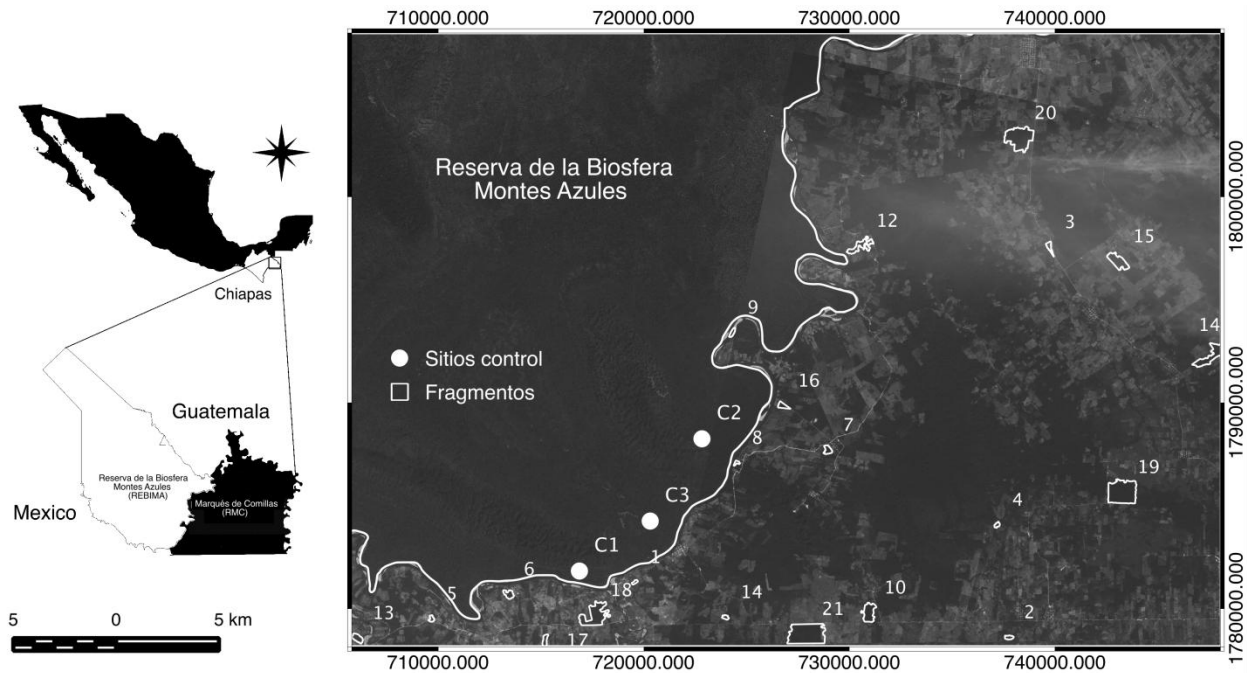 710000.000
720000.000
730000.000
740000.000
Reserva de la Biosfera
Montes Azules
20
12
3
15
1800000.000
Chiapas
9
14
Sitios control
Fragmentos
16
C2
8
7
1790000.000
Guatemala
Reserva de la Biosfera
Montes Azules
(REBIMA)
Marqués de Comillas
(RMC)
Mexico
19
C3
4
C1
1
6
5
18
14
10
2
13
17
21
1780000.000
5
0
5 km
710000.000
720000.000
730000.000
740000.000